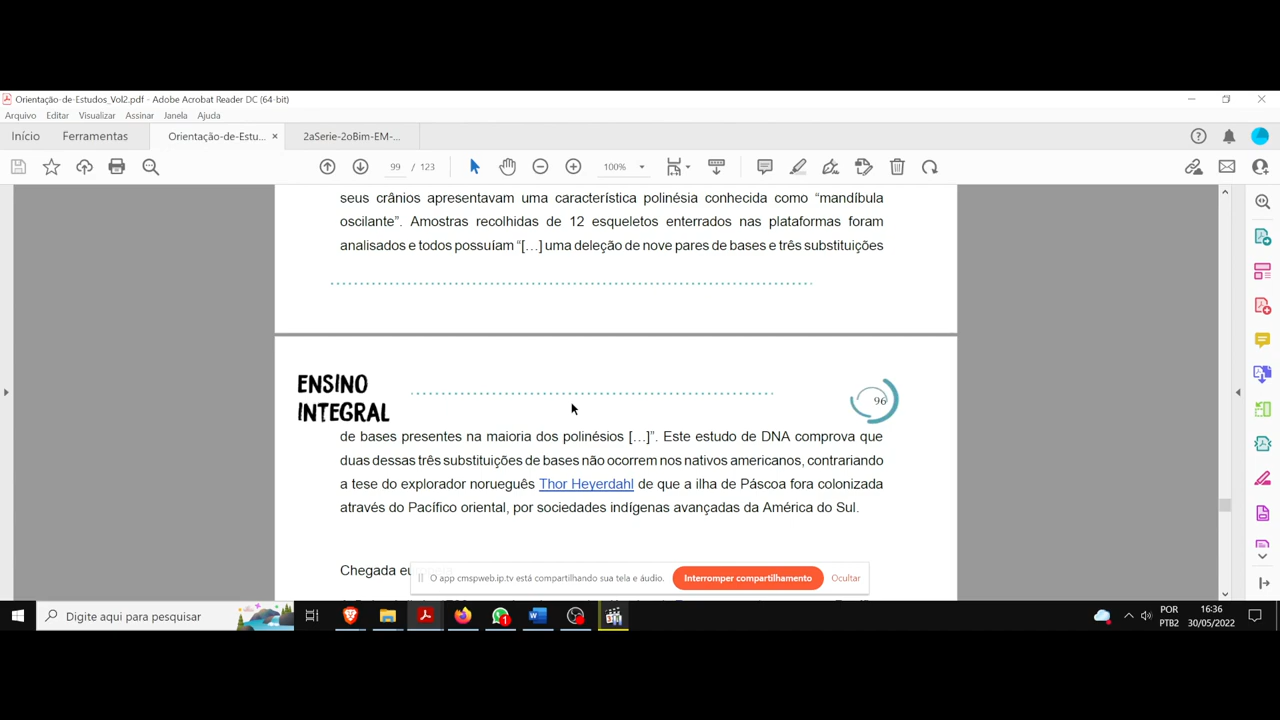 Orientação-de-Estudos_Vol2.pdf - Adobe Acrobat Reader DC (64-bit)
Arquivo Editar Visualizar Assinar Janela Ajuda
Início Ferramentas Orientação-de-Estu... × 2aSerie-2oBim-EM-...
99 / 123 100%
seus crânios apresentavam uma característica polinésia conhecida como “mandíbula
oscilante”. Amostras recolhidas de 12 esqueletos enterrados nas plataformas foram
analisados e todos possuíam “[…] uma deleção de nove pares de bases e três substituições
ENSINO
INTEGRAL
96
de bases presentes na maioria dos polinésios […]”. Este estudo de DNA comprova que
duas dessas três substituições de bases não ocorrem nos nativos americanos, contrariando
a tese do explorador norueguês Thor Heyerdahl de que a ilha de Páscoa fora colonizada
através do Pacífico oriental, por sociedades indígenas avançadas da América do Sul.
Chegada
O app cmspweb.ip.tv está compartilhando sua tela e áudio. Interromper compartilhamento Ocultar
Digite aqui para pesquisar
1
POR
PTB2
16:36
30/05/2022